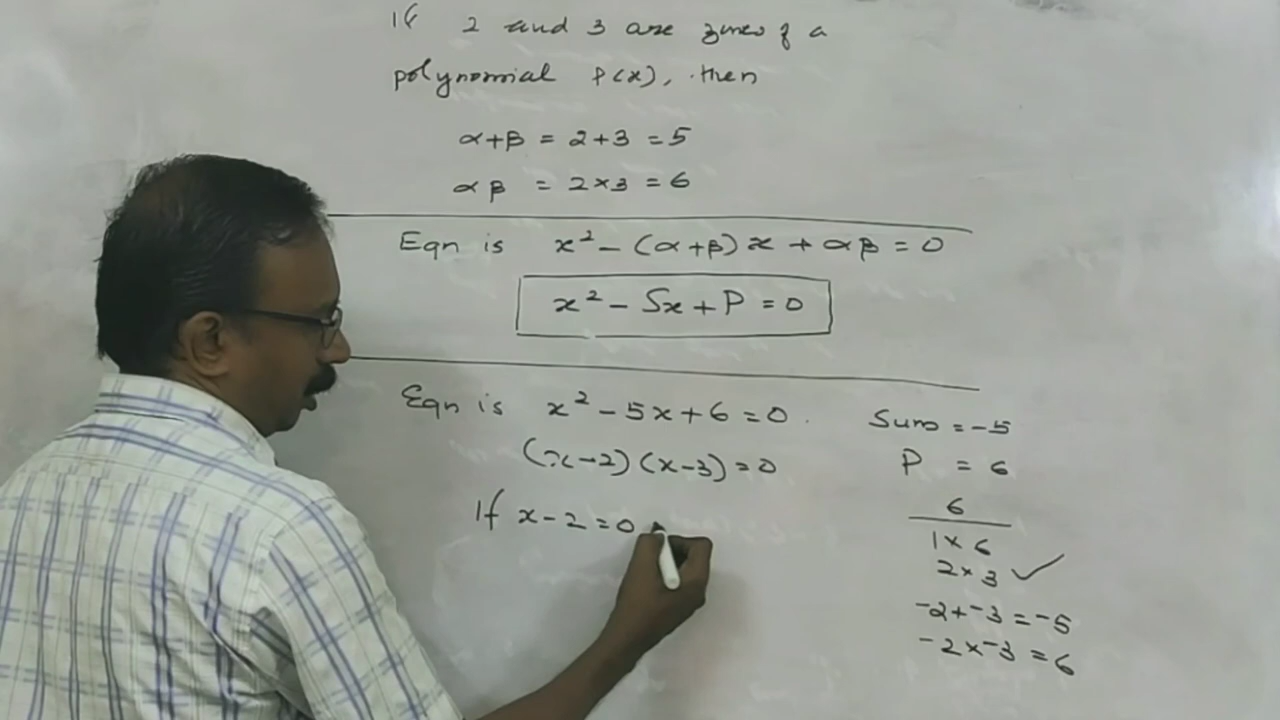 If 2 and 3 are zeroes of a
polynomial P(x), then
α+β = 2+3 = 5
αβ = 2×3 = 6
Eqn is x² - (α+β)x + αβ = 0
x² - Sx + P = 0
Eqn is x² - 5x + 6 = 0.
(x-2)(x-3) = 0
If x-2 = 0
Sum = -5
P = 6
6
1×6
2×3 ✓
-2+-3 = -5
-2×-3 = 6